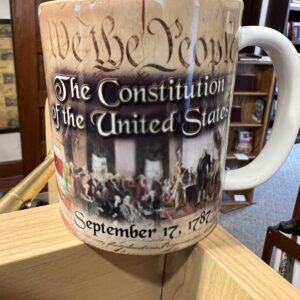 We the People
The Constitution
of the United States
September 17, 1787